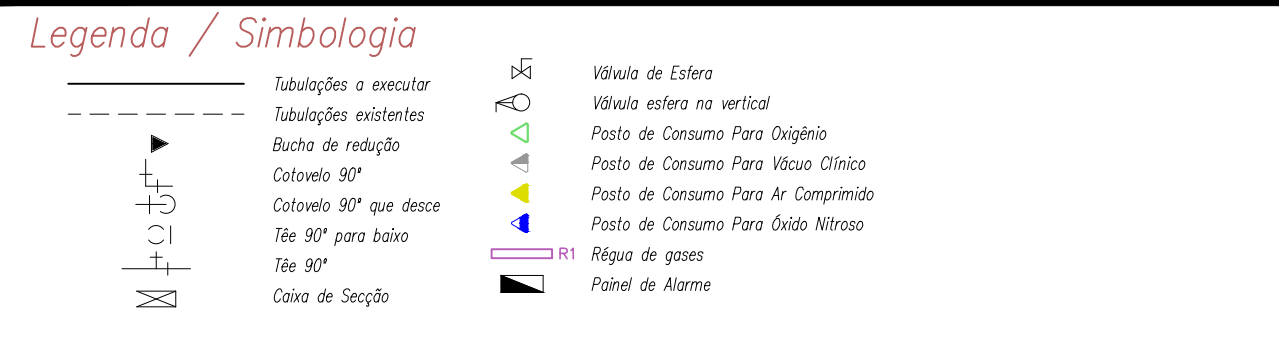 Legenda / Simbologia
Tubulações a executar
Tubulações existentes
Bucha de redução
Cotovelo 90°
Cotovelo 90° que desce
Têe 90° para baixo
Têe 90°
Caixa de Secção
Válvula de Esfera
Válvula esfera na vertical
Posto de Consumo Para Oxigênio
Posto de Consumo Para Vácuo Clínico
Posto de Consumo Para Ar Comprimido
Posto de Consumo Para Óxido Nitroso
R1 Régua de gases
Painel de Alarme